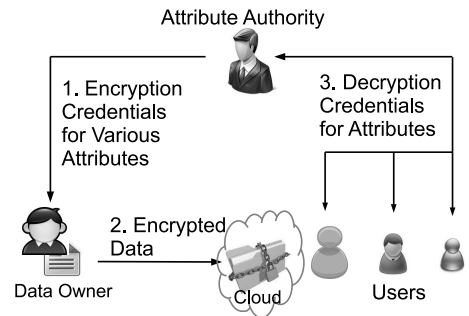 Attribute Authority
1. Encryption
Credentials
for Various
Attributes
3. Decryption
Credentials
for Attributes
2. Encrypted
Data
Data Owner
Cloud
Users